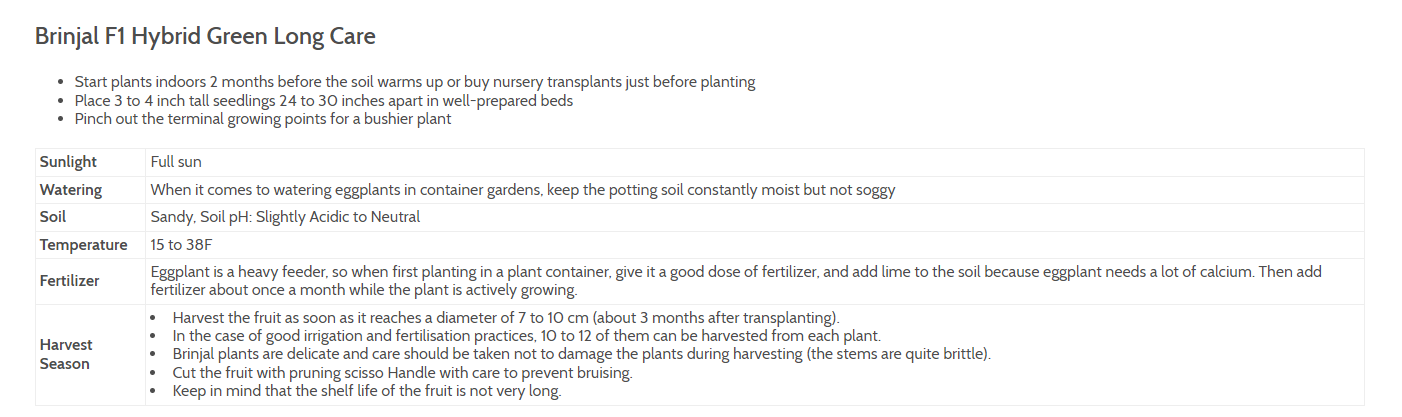 Brinjal F1 Hybrid Green Long Care
• Start plants indoors 2 months before the soil warms up or buy nursery transplants just before planting
• Place 3 to 4 inch tall seedlings 24 to 30 inches apart in well-prepared beds
• Pinch out the terminal growing points for a bushier plant
Sunlight Full sun
Watering When it comes to watering eggplants in container gardens, keep the potting soil constantly moist but not soggy
Soil Sandy, Soil pH: Slightly Acidic to Neutral
Temperature 15 to 38F
Fertilizer Eggplant is a heavy feeder, so when first planting in a plant container, give it a good dose of fertilizer, and add lime to the soil because eggplant needs a lot of calcium. Then add
fertilizer about once a month while the plant is actively growing.
Harvest
Season
• Harvest the fruit as soon as it reaches a diameter of 7 to 10 cm (about 3 months after transplanting).
• In the case of good irrigation and fertilisation practices, 10 to 12 of them can be harvested from each plant.
• Brinjal plants are delicate and care should be taken not to damage the plants during harvesting (the stems are quite brittle).
• Cut the fruit with pruning scisso Handle with care to prevent bruising.
• Keep in mind that the shelf life of the fruit is not very long.